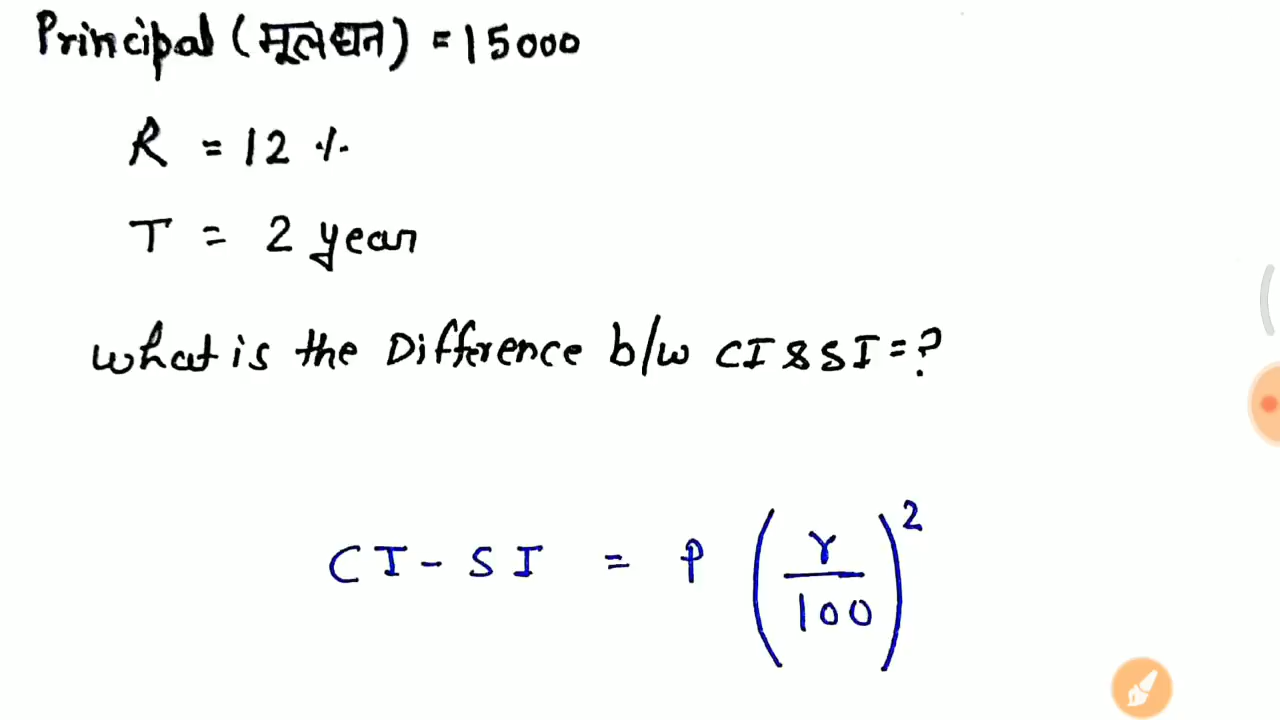 Principal (मूलधन) = 15000
R = 12 %
T = 2 year
What is the Difference b/w CI & SI = ?
CI - SI = P (r/100)²